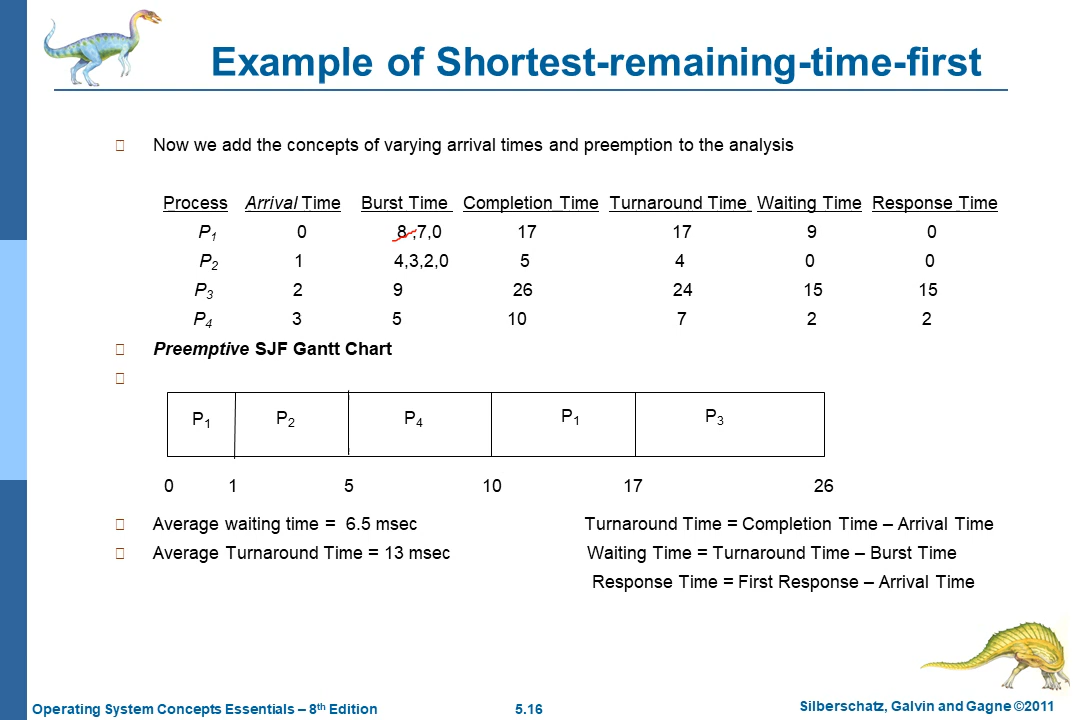 Example of Shortest-remaining-time-first
Now we add the concepts of varying arrival times and preemption to the analysis
Process Arrival Time Burst Time Completion Time Turnaround Time Waiting Time Response Time
P1 0 8 ,7,0 17 17 9 0
P2 1 4,3,2,0 5 4 0 0
P3 2 9 26 24 15 15
P4 3 5 10 7 2 2
Preemptive SJF Gantt Chart
P1 P2 P4 P1 P3
0 1 5 10 17 26
Average waiting time = 6.5 msec Turnaround Time = Completion Time – Arrival Time
Average Turnaround Time = 13 msec Waiting Time = Turnaround Time – Burst Time
Response Time = First Response – Arrival Time
Operating System Concepts Essentials – 8th Edition 5.16 Silberschatz, Galvin and Gagne ©2011